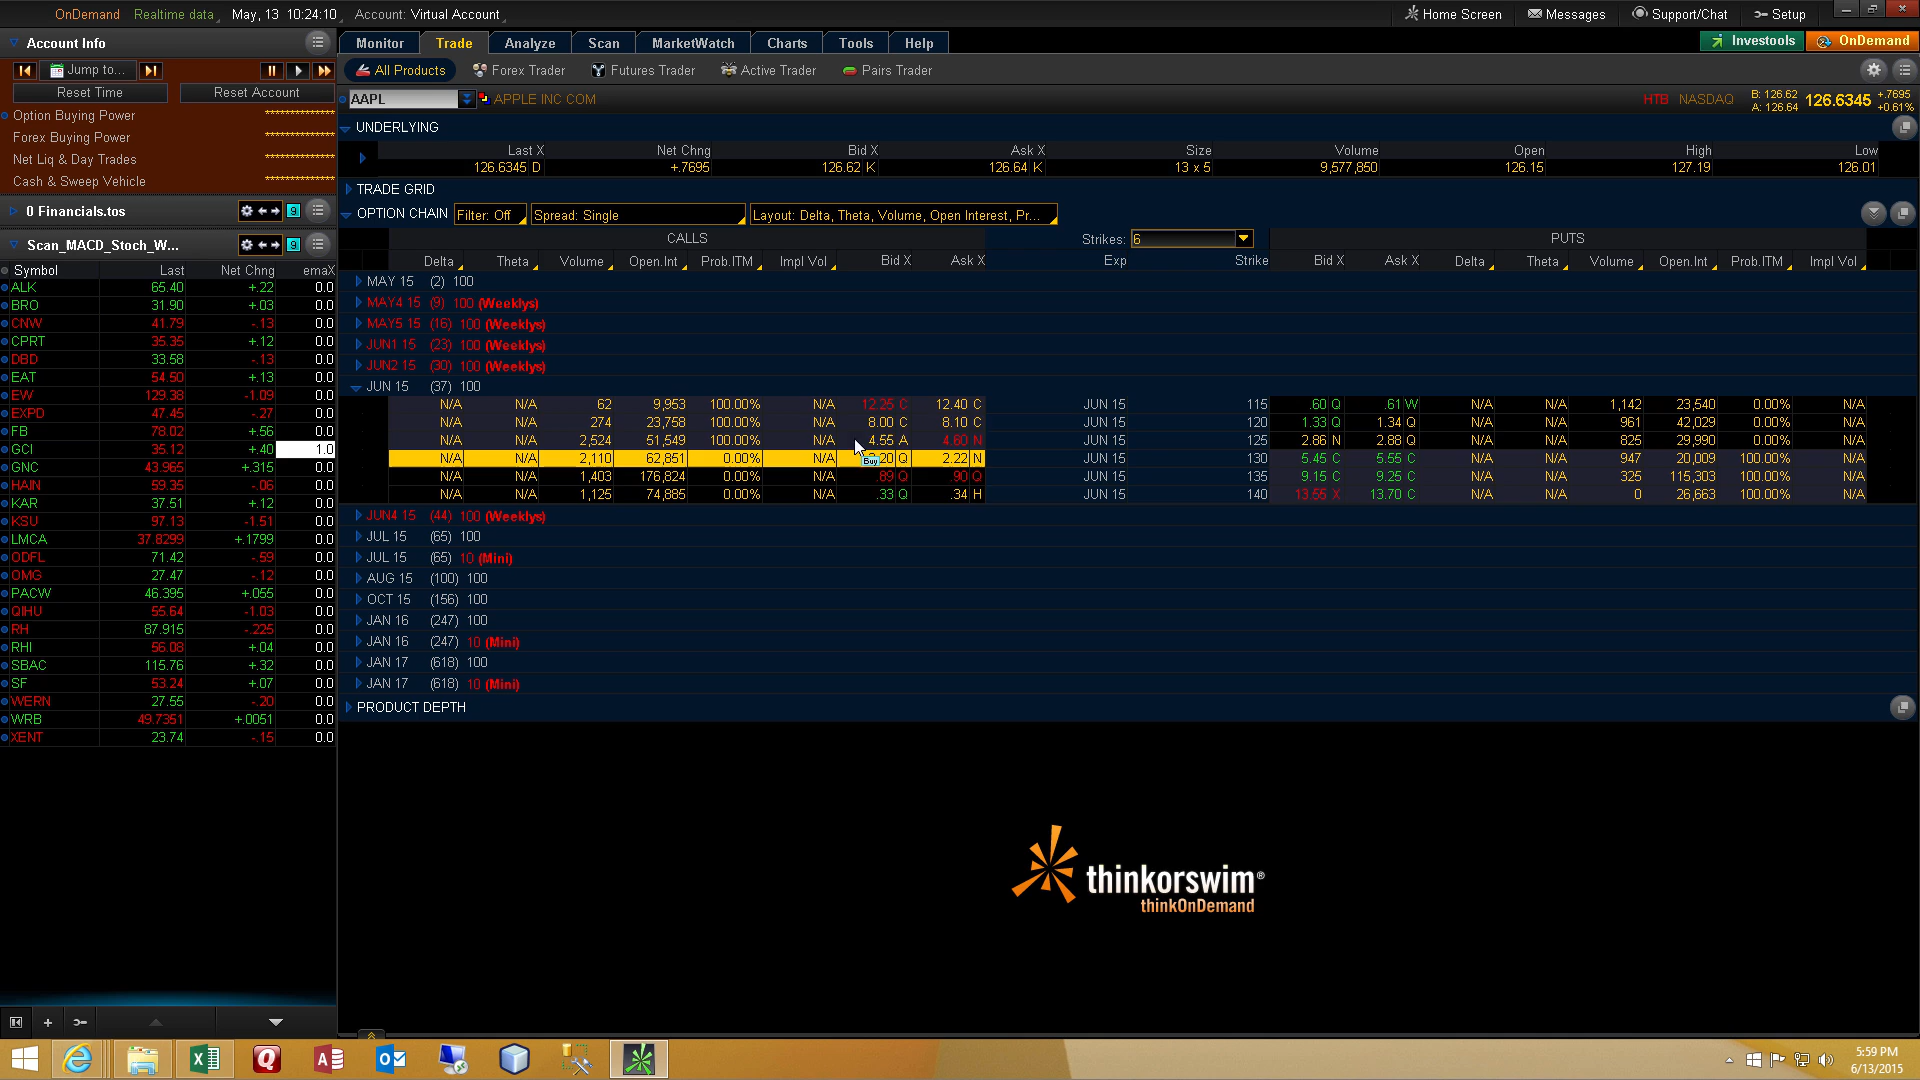 OnDemand Realtime data May, 13 10:24:10 Account: Virtual Account Home Screen Messages Support/Chat Setup
Account Info
Jump to...
Reset Time Reset Account
Option Buying Power **************
Forex Buying Power **************
Net Liq & Day Trades **************
Cash & Sweep Vehicle **************
0 Financials.tos 9
Scan_MACD_Stoch_W... 9
Symbol Last Net Chng emaX
ALK 65.40 +.22 0.0
BRO 31.90 +.03 0.0
CNW 41.79 -.13 0.0
CPRT 35.35 +.12 0.0
DBD 33.58 -.13 0.0
EAT 54.50 +.13 0.0
EW 129.38 -1.09 0.0
EXPD 47.45 -.27 0.0
FB 78.02 +.56 0.0
GCI 35.12 +.40 1.0
GNC 43.965 +.315 0.0
HAIN 59.35 -.06 0.0
KAR 37.51 +.12 0.0
KSU 97.13 -1.51 0.0
LMCA 37.8299 +.1799 0.0
ODFL 71.42 -.59 0.0
OMG 27.47 -.12 0.0
PACW 46.395 +.055 0.0
QIHU 55.64 -1.03 0.0
RH 87.915 -.225 0.0
RHI 56.08 +.04 0.0
SBAC 115.76 +.32 0.0
SF 53.24 +.07 0.0
WERN 27.55 -.20 0.0
WRB 49.7351 +.0051 0.0
XENT 23.74 -.15 0.0
Monitor Trade Analyze Scan MarketWatch Charts Tools Help Investools OnDemand
All Products Forex Trader Futures Trader Active Trader Pairs Trader
AAPL APPLE INC COM HTB NASDAQ B: 126.62 A: 126.64 126.6345 +.7695 +0.61%
UNDERLYING
Last X Net Chng Bid X Ask X Size Volume Open High Low
126.6345 D +.7695 126.62 K 126.64 K 13 x 5 9,577,850 126.15 127.19 126.01
TRADE GRID
OPTION CHAIN Filter: Off Spread: Single Layout: Delta, Theta, Volume, Open Interest, Pr...
CALLS Strikes: 6 PUTS
Delta Theta Volume Open.Int Prob.ITM Impl Vol Bid X Ask X Exp Strike Bid X Ask X Delta Theta Volume Open.Int Prob.ITM Impl Vol
MAY 15 (2) 100
MAY4 15 (9) 100 (Weeklys)
MAY5 15 (16) 100 (Weeklys)
JUN1 15 (23) 100 (Weeklys)
JUN2 15 (30) 100 (Weeklys)
JUN 15 (37) 100
N/A N/A 62 9,953 100.00% N/A 12.25 C 12.40 C JUN 15 115 .60 Q .61 W N/A N/A 1,142 23,540 0.00% N/A
N/A N/A 274 23,758 100.00% N/A 8.00 C 8.10 C JUN 15 120 1.33 Q 1.34 Q N/A N/A 961 42,029 0.00% N/A
N/A N/A 2,524 51,549 100.00% N/A 4.55 A 4.60 N JUN 15 125 2.86 N 2.88 Q N/A N/A 825 29,990 0.00% N/A
N/A N/A 2,110 62,851 0.00% N/A Buy .20 Q 2.22 N JUN 15 130 5.45 C 5.55 C N/A N/A 947 20,009 100.00% N/A
N/A N/A 1,403 176,824 0.00% N/A .89 Q .90 Q JUN 15 135 9.15 C 9.25 C N/A N/A 325 115,303 100.00% N/A
N/A N/A 1,125 74,885 0.00% N/A .33 Q .34 H JUN 15 140 13.55 X 13.70 C N/A N/A 0 26,663 100.00% N/A
JUN4 15 (44) 100 (Weeklys)
JUL 15 (65) 100
JUL 15 (65) 10 (Mini)
AUG 15 (100) 100
OCT 15 (156) 100
JAN 16 (247) 100
JAN 16 (247) 10 (Mini)
JAN 17 (618) 100
JAN 17 (618) 10 (Mini)
PRODUCT DEPTH
thinkorswim®
thinkOnDemand
5:59 PM
6/13/2015